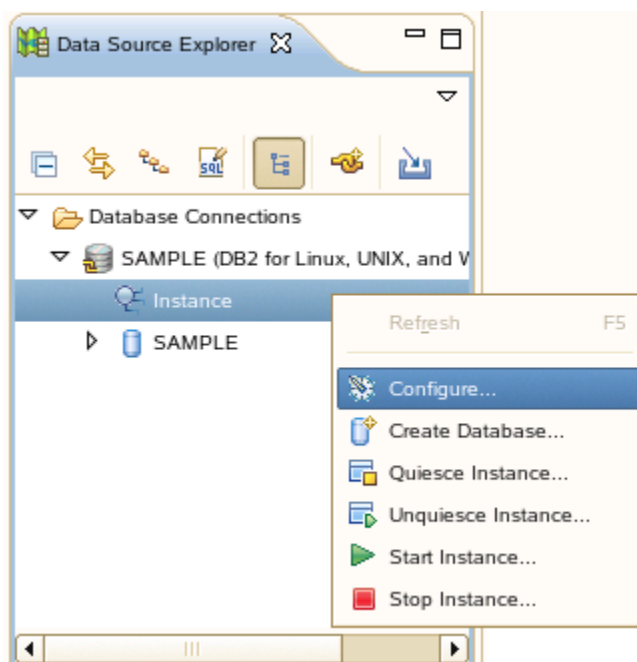 Data Source Explorer
SQL
Database Connections
SAMPLE (DB2 for Linux, UNIX, and W
Instance
SAMPLE
Refresh F5
Configure...
Create Database...
Quiesce Instance...
Unquiesce Instance...
Start Instance...
Stop Instance...